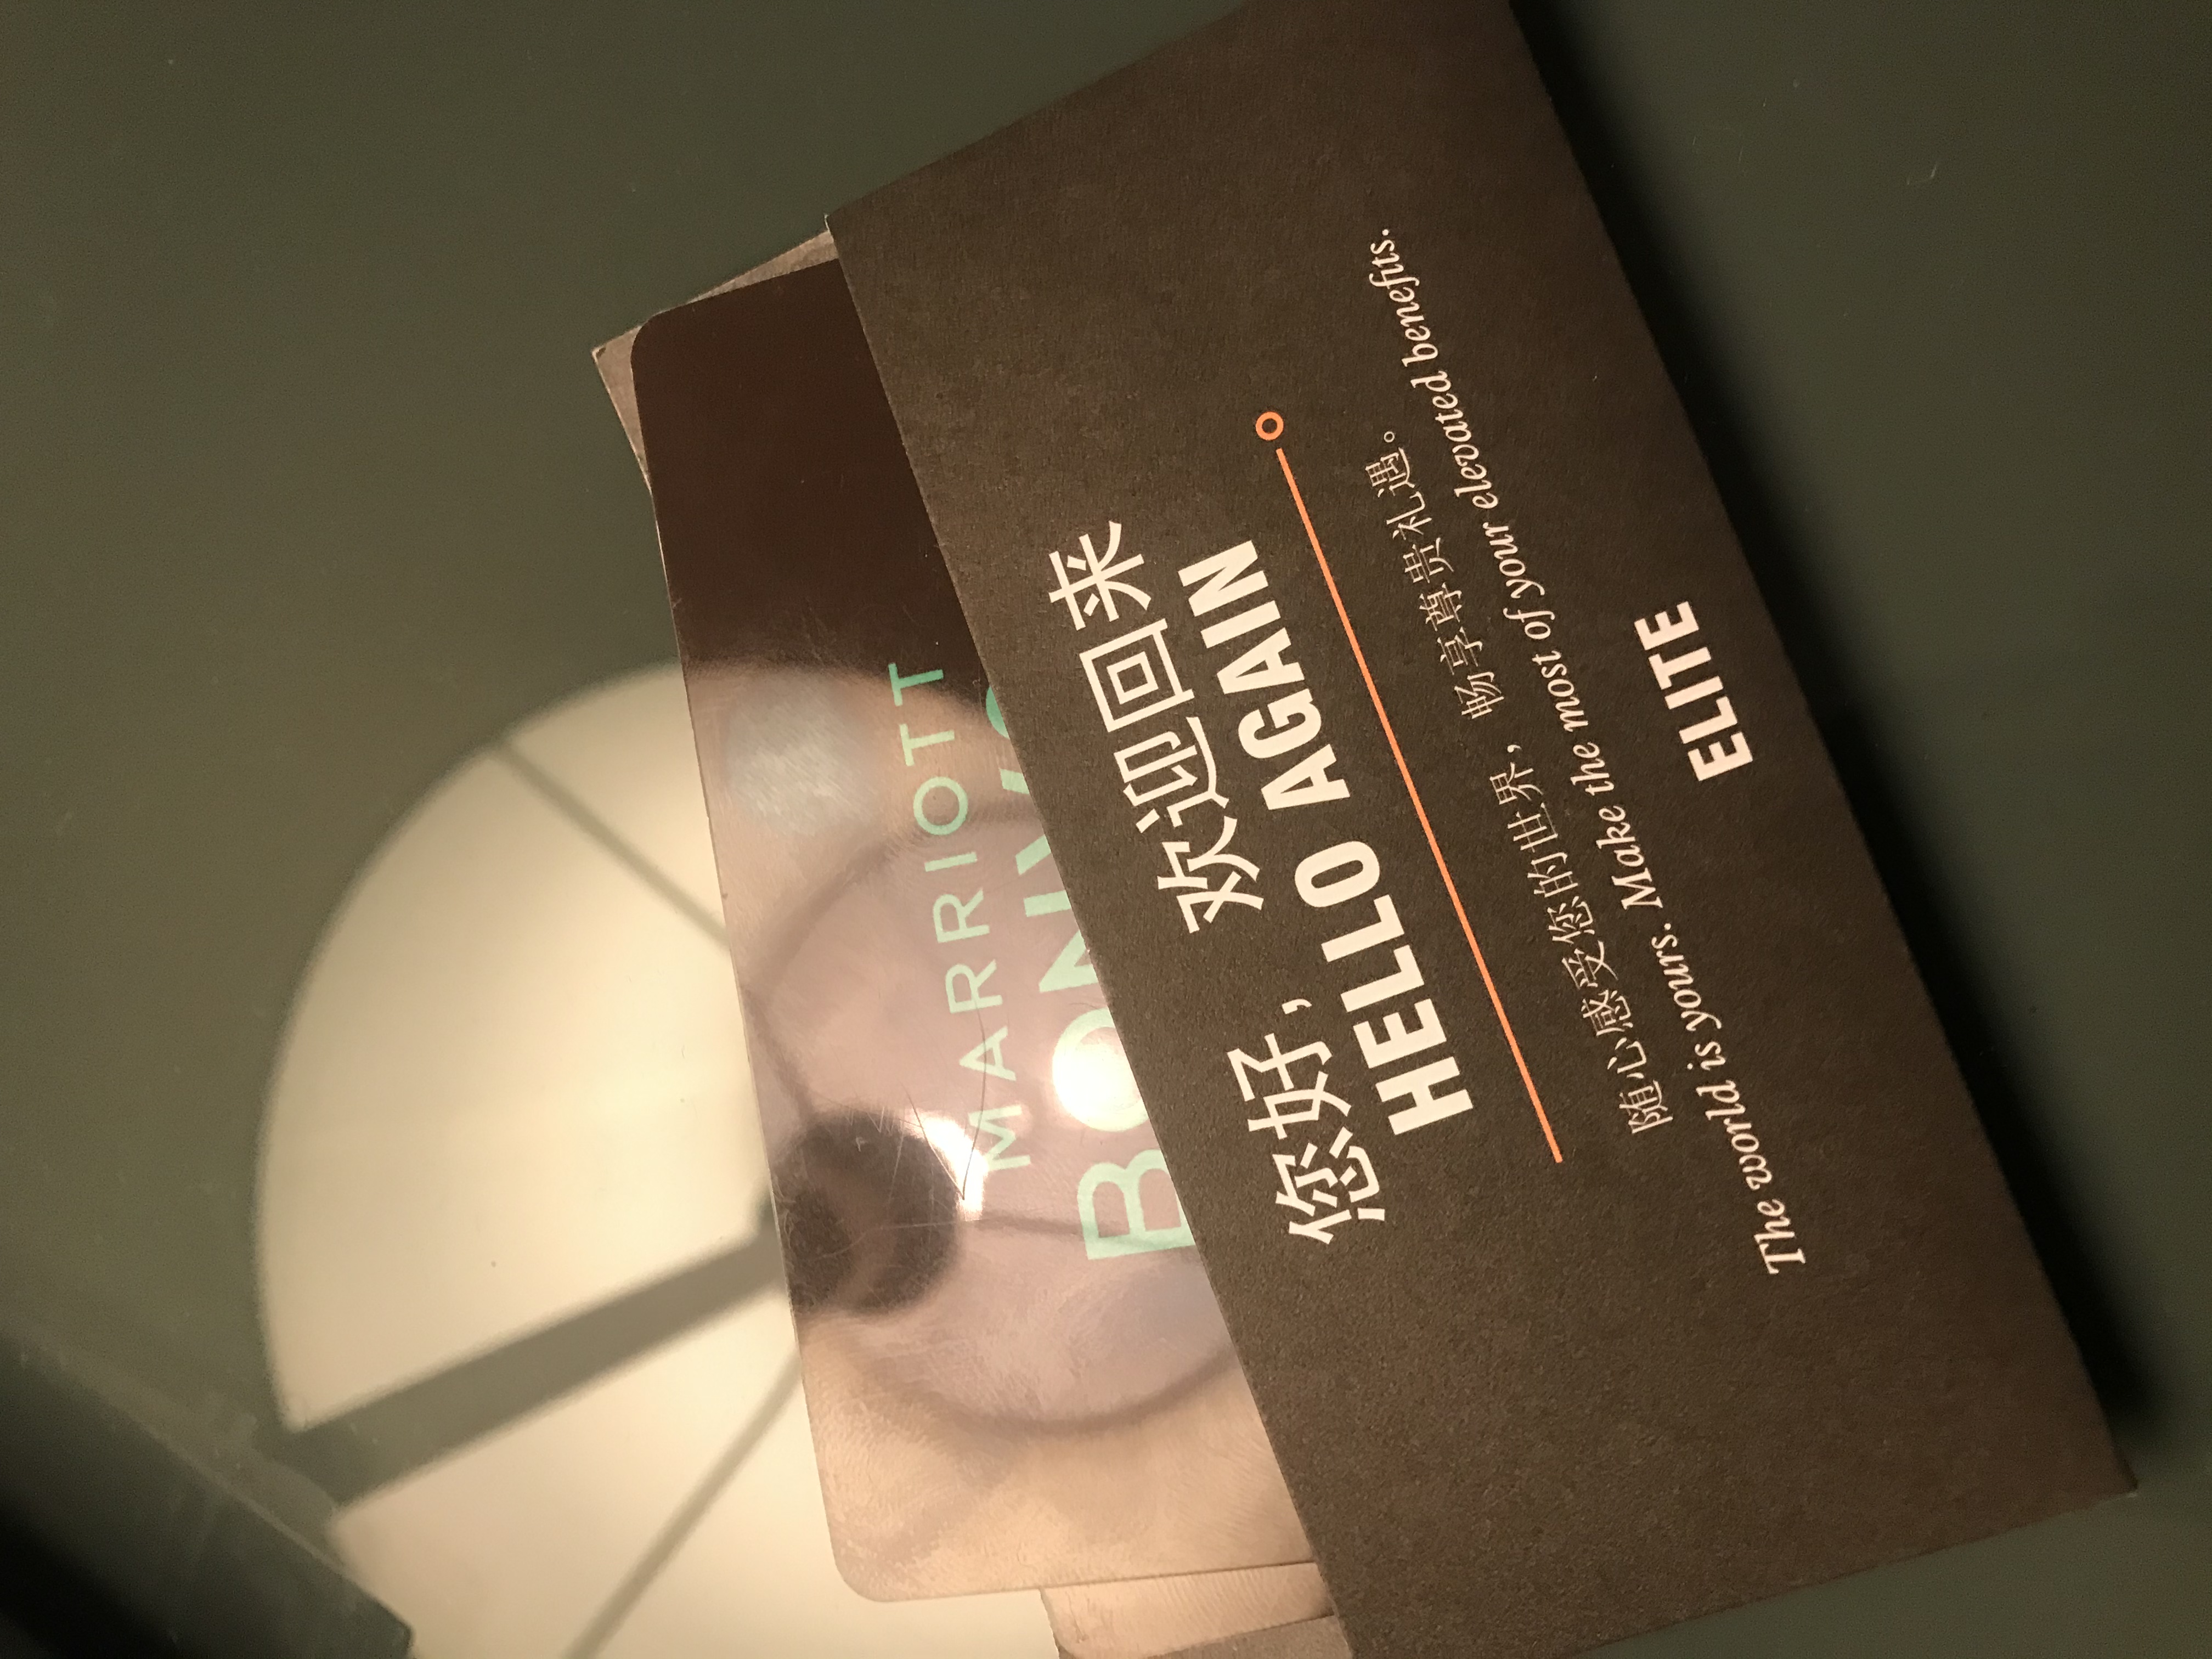 MARRIOTT
BONVO
您好，欢迎回来
HELLO AGAIN
随心感受您的世界，畅享尊贵礼遇。
The world is yours. Make the most of your elevated benefits.
ELITE